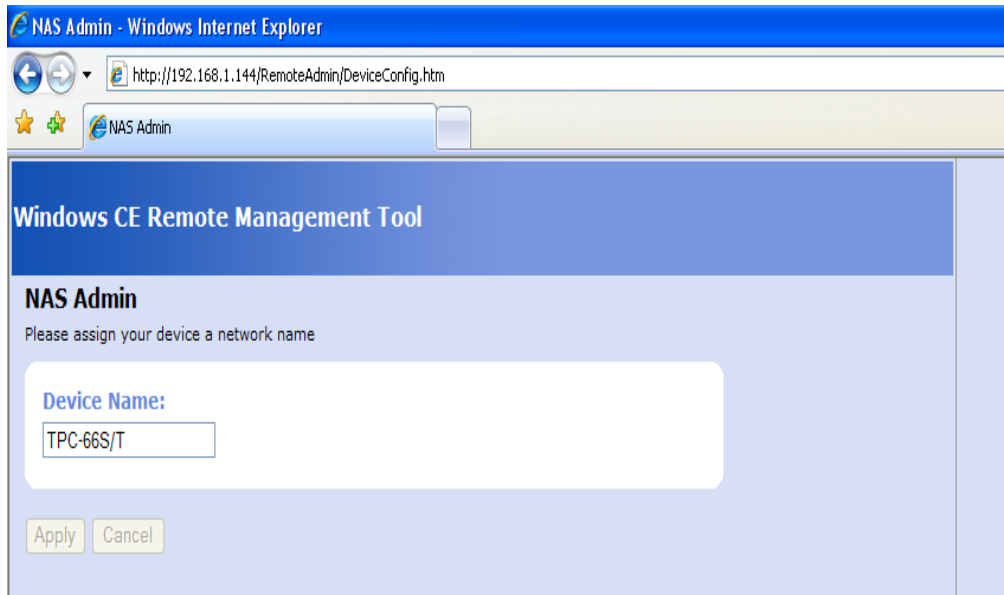 NAS Admin - Windows Internet Explorer
http://192.168.1.144/RemoteAdmin/DeviceConfig.htm
NAS Admin
Windows CE Remote Management Tool
NAS Admin
Please assign your device a network name
Device Name:
TPC-66S/T
Apply Cancel